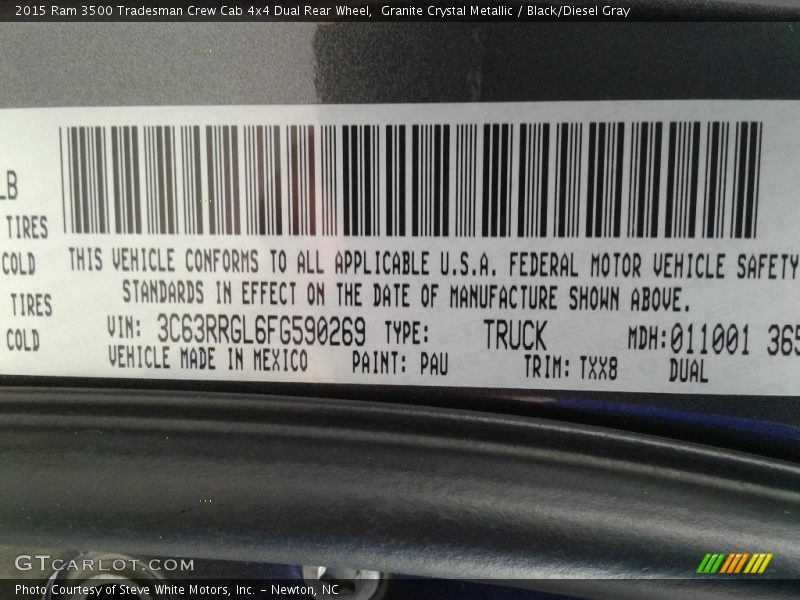 2015 Ram 3500 Tradesman Crew Cab 4x4 Dual Rear Wheel,  Granite Crystal Metallic / Black/Diesel Gray
LB
TIRES
COLD
THIS VEHICLE CONFORMS TO ALL APPLICABLE U.S.A. FEDERAL MOTOR VEHICLE SAFETY
STANDARDS IN EFFECT ON THE DATE OF MANUFACTURE SHOWN ABOVE.
TIRES
COLD
VIN: 3C63RRGL6FG590269 TYPE: TRUCK MDH:011001 365
VEHICLE MADE IN MEXICO PAINT: PAU TRIM: TXX8 DUAL
GTCARLOT.COM
Photo Courtesy of Steve White Motors, Inc. – Newton, NC